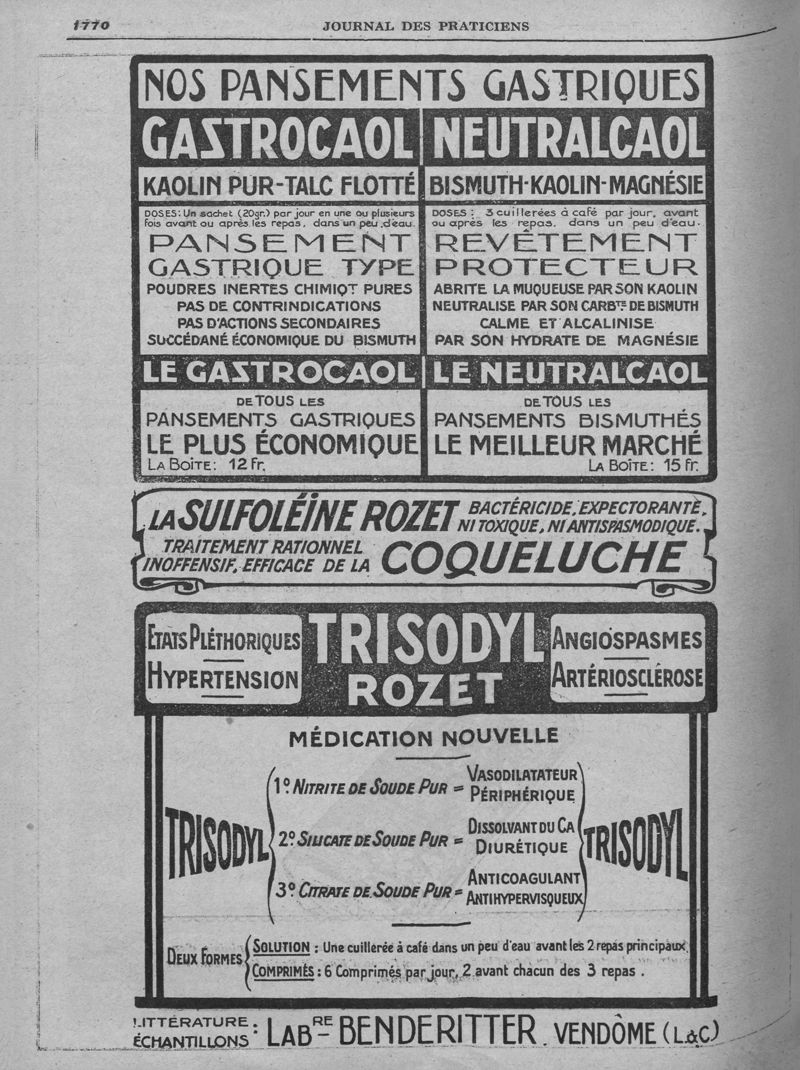 1770
JOURNAL DES PRATICIENS
NOS PANSEMENTS GASTRIQUES
GASTROCAOL
KAOLIN PUR-TALC FLOTTÉ
DOSES: Un sachet (20gr.) par jour en une ou plusieurs
fois avant ou après les repas, dans un peu d'eau.
PANSEMENT
GASTRIQUE TYPE
POUDRES INERTES CHIMIQT PURES
PAS DE CONTRINDICATIONS
PAS D'ACTIONS SECONDAIRES
SUCCÉDANÉ ÉCONOMIQUE DU BISMUTH
LE GASTROCAOL
DE TOUS LES
PANSEMENTS GASTRIQUES
LE PLUS ÉCONOMIQUE
LA BOÎTE: 12 Fr.
NEUTRALCAOL
BISMUTH-KAOLIN-MAGNÉSIE
DOSES: 3 cuillerées à café par jour, avant
ou après les repas, dans un peu d'eau.
REVÊTEMENT
PROTECTEUR
ABRITE LA MUQUEUSE PAR SON KAOLIN
NEUTRALISE PAR SON CARBTE DE BISMUTH
CALME ET ALCALINISE
PAR SON HYDRATE DE MAGNÉSIE
LE NEUTRALCAOL
DE TOUS LES
PANSEMENTS BISMUTHÉS
LE MEILLEUR MARCHÉ
LA BOÎTE: 15 Fr.
LA SULFOLÉÏNE ROZET BACTÉRICIDE, EXPECTORANTE,
NI TOXIQUE, NI ANTISPASMODIQUE.
TRAITEMENT RATIONNEL
INOFFENSIF, EFFICACE DE LA COQUELUCHE
ETATS PLÉTHORIQUES
HYPERTENSION
TRISODYL
ROZET
ANGIOSPASMES
ARTÉRIOSCLÉROSE
MÉDICATION NOUVELLE
TRISODYL
1º NITRITE DE SOUDE PUR = VASODILATATEUR
PÉRIPHÉRIQUE
2º SILICATE DE SOUDE PUR = DISSOLVANT DU CA
DIURÉTIQUE
3º CITRATE DE SOUDE PUR = ANTICOAGULANT
ANTIHYPERVISQUEUX
TRISODYL
DEUX FORMES
SOLUTION : Une cuillerée à café dans un peu d'eau avant les 2 repas principaux.
COMPRIMÉS : 6 Comprimés par jour, 2 avant chacun des 3 repas.
LITTÉRATURE :
ÉCHANTILLONS :
LABRE BENDERITTER. VENDÔME (L.&C)